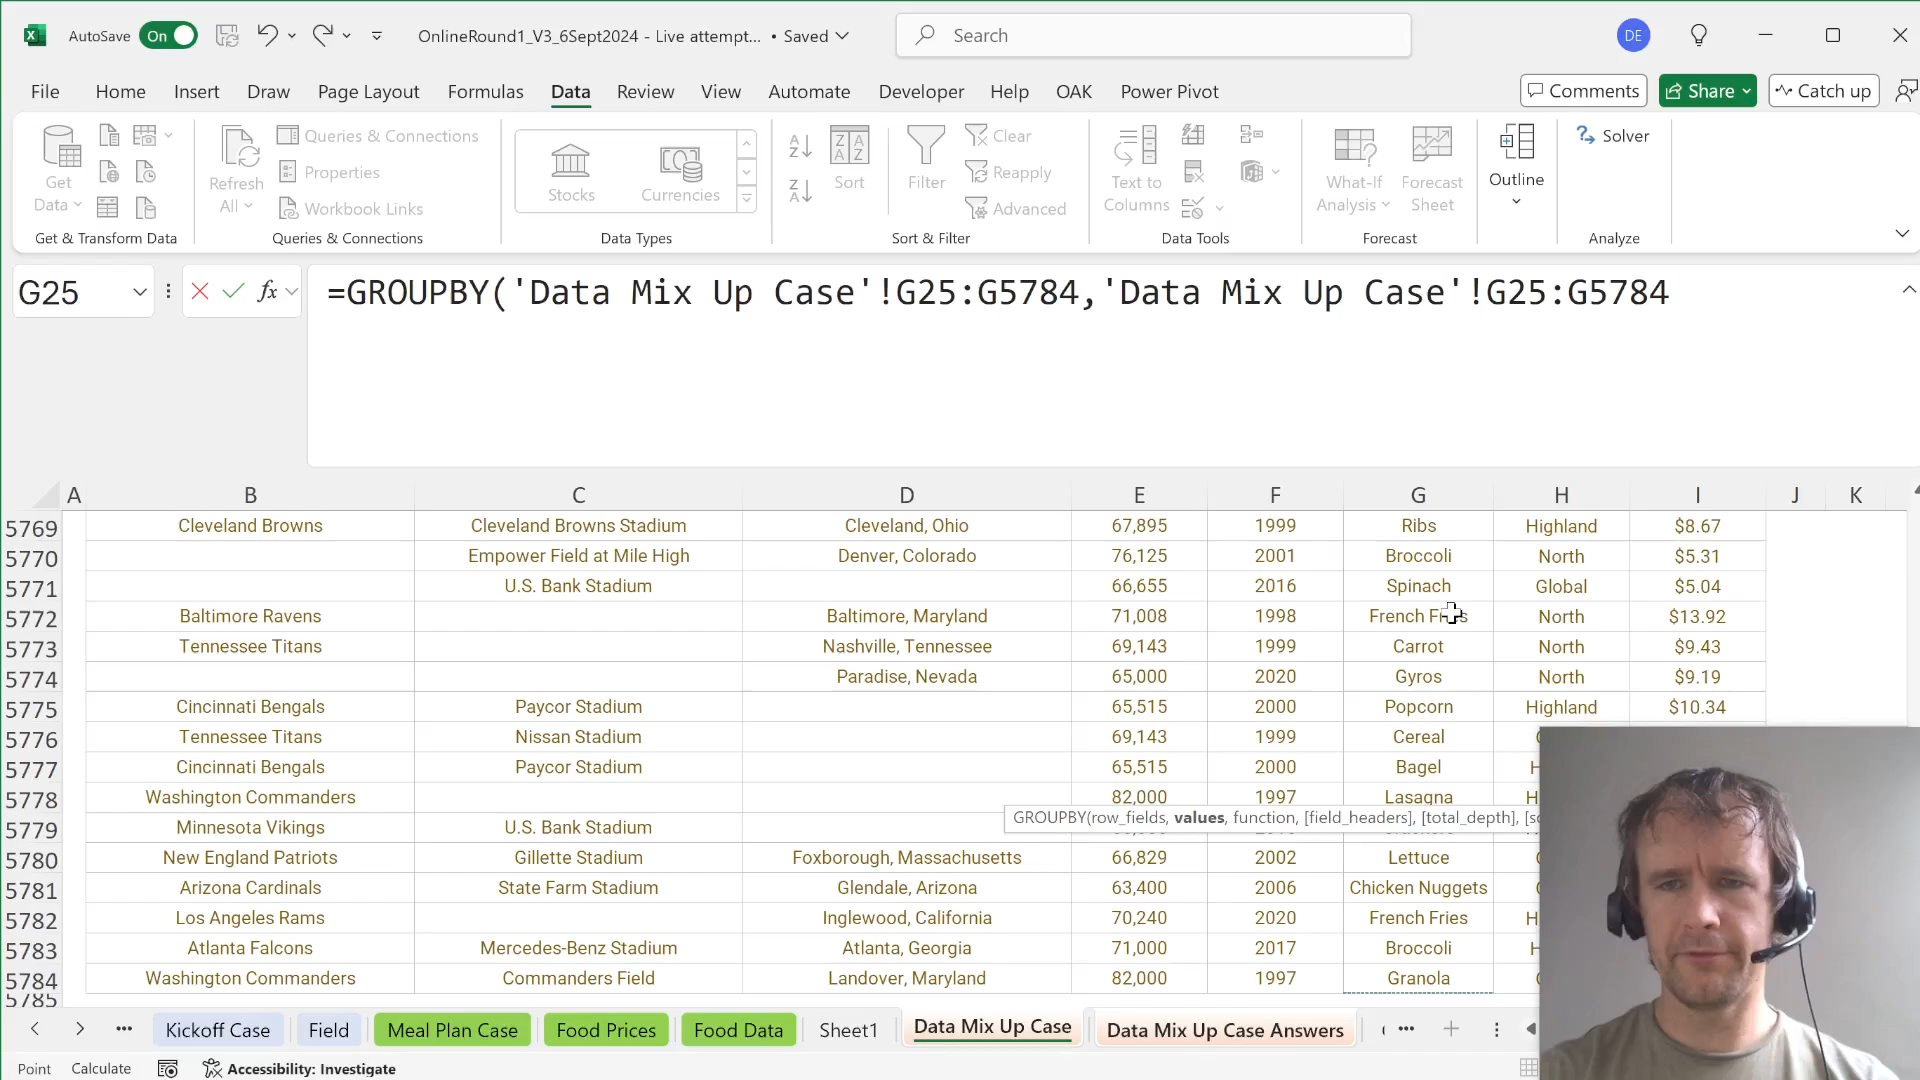 AutoSave On OnlineRound1_V3_6Sept2024 - Live attempt... • Saved Search DE
File Home Insert Draw Page Layout Formulas Data Review View Automate Developer Help OAK Power Pivot Comments Share Catch up
Get Data
Refresh All
Queries & Connections
Properties
Workbook Links
Stocks Currencies
Sort
Filter
Clear
Reapply
Advanced
Text to Columns
What-If Analysis
Forecast Sheet
Outline
Solver
Get & Transform Data Queries & Connections Data Types Sort & Filter Data Tools Forecast Analyze
G25 fx =GROUPBY('Data Mix Up Case'!G25:G5784,'Data Mix Up Case'!G25:G5784
A B C D E F G H I J K
5769 Cleveland Browns Cleveland Browns Stadium Cleveland, Ohio 67,895 1999 Ribs Highland $8.67
5770 Empower Field at Mile High Denver, Colorado 76,125 2001 Broccoli North $5.31
5771 U.S. Bank Stadium 66,655 2016 Spinach Global $5.04
5772 Baltimore Ravens Baltimore, Maryland 71,008 1998 French Fries North $13.92
5773 Tennessee Titans Nashville, Tennessee 69,143 1999 Carrot North $9.43
5774 Paradise, Nevada 65,000 2020 Gyros North $9.19
5775 Cincinnati Bengals Paycor Stadium 65,515 2000 Popcorn Highland $10.34
5776 Tennessee Titans Nissan Stadium 69,143 1999 Cereal
5777 Cincinnati Bengals Paycor Stadium 65,515 2000 Bagel H
5778 Washington Commanders 82,000 1997 Lasagna H
GROUPBY(row_fields, values, function, [field_headers], [total_depth], [so
5779 Minnesota Vikings U.S. Bank Stadium
5780 New England Patriots Gillette Stadium Foxborough, Massachusetts 66,829 2002 Lettuce
5781 Arizona Cardinals State Farm Stadium Glendale, Arizona 63,400 2006 Chicken Nuggets
5782 Los Angeles Rams Inglewood, California 70,240 2020 French Fries H
5783 Atlanta Falcons Mercedes-Benz Stadium Atlanta, Georgia 71,000 2017 Broccoli H
5784 Washington Commanders Commanders Field Landover, Maryland 82,000 1997 Granola
5785
Kickoff Case Field Meal Plan Case Food Prices Food Data Sheet1 Data Mix Up Case Data Mix Up Case Answers
Point Calculate Accessibility: Investigate